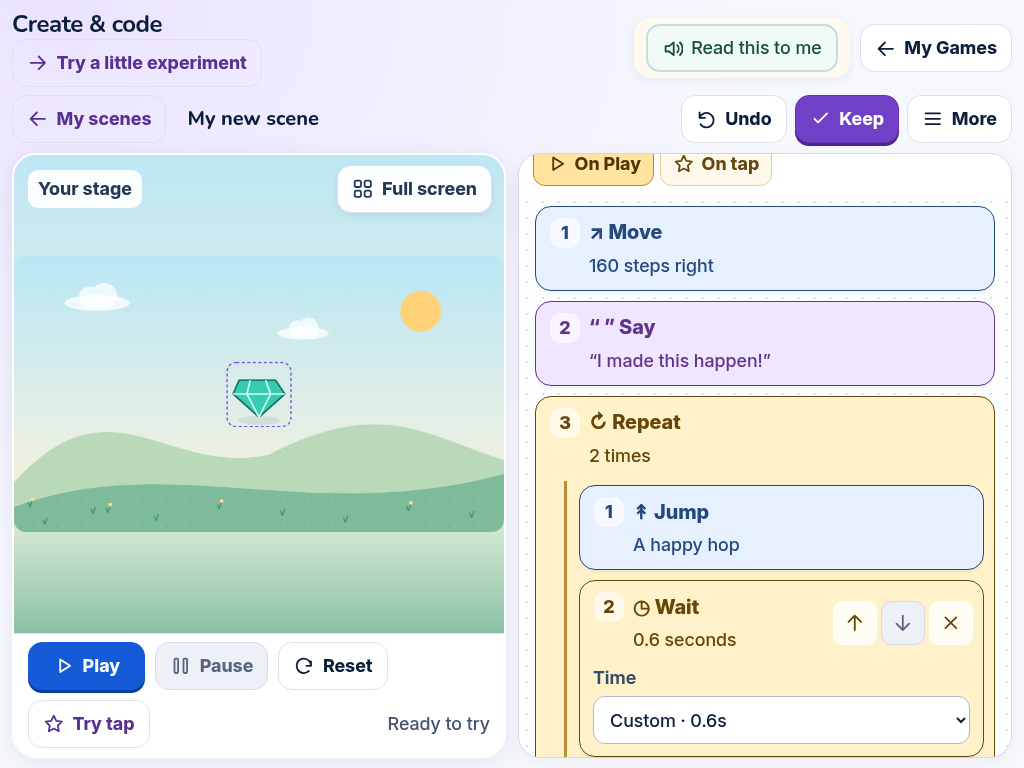 Create & code
Try a little experiment
Read this to me
My Games
My scenes
My new scene
Undo
Keep
More
Your stage
Full screen
Play
Pause
Reset
Try tap
Ready to try
On Play
On tap
1
Move
160 steps right
2
“ ” Say
“I made this happen!”
3
Repeat
2 times
1
Jump
A happy hop
2
Wait
0.6 seconds
Time
Custom · 0.6s